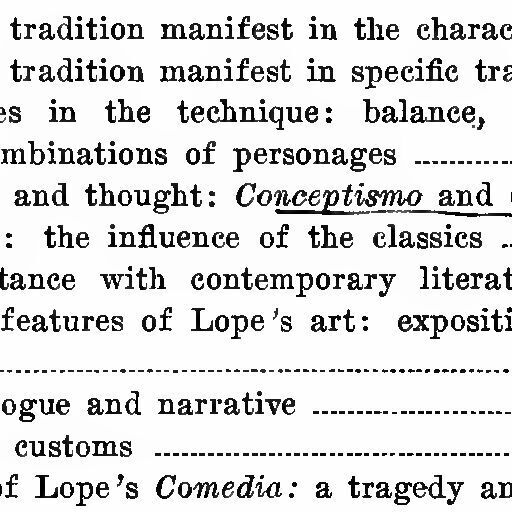 tradition manifest in the charac
tradition manifest in specific tra
es in the technique: balance,
mbinations of personages
and thought: Conceptismo and
: the influence of the classics
tance with contemporary literat
features of Lope's art: expositi
ogue and narrative
customs
of Lope's Comedia: a tragedy an